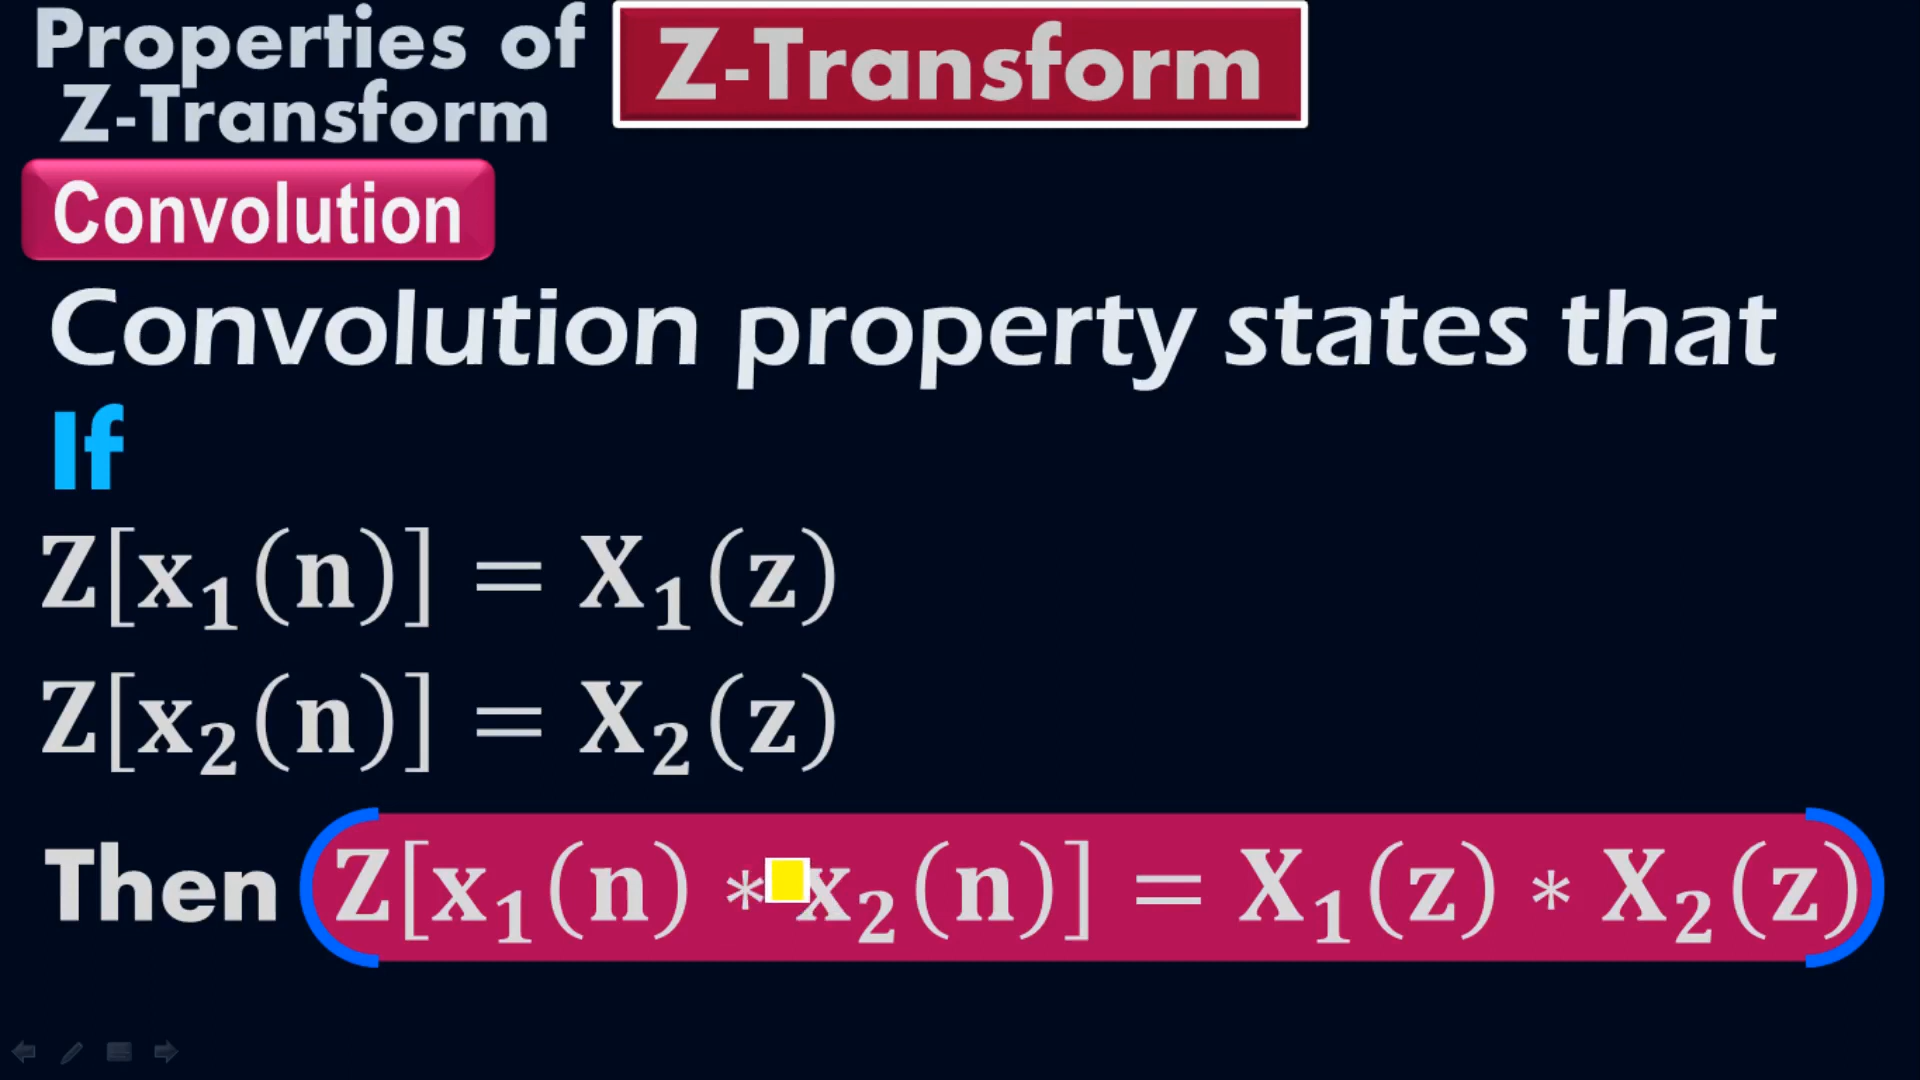 Properties of
Z-Transform
Z-Transform
Convolution
Convolution property states that
If
Z[x₁(n)] = X₁(z)
Z[x₂(n)] = X₂(z)
Then Z[x₁(n) * x₂(n)] = X₁(z) * X₂(z)